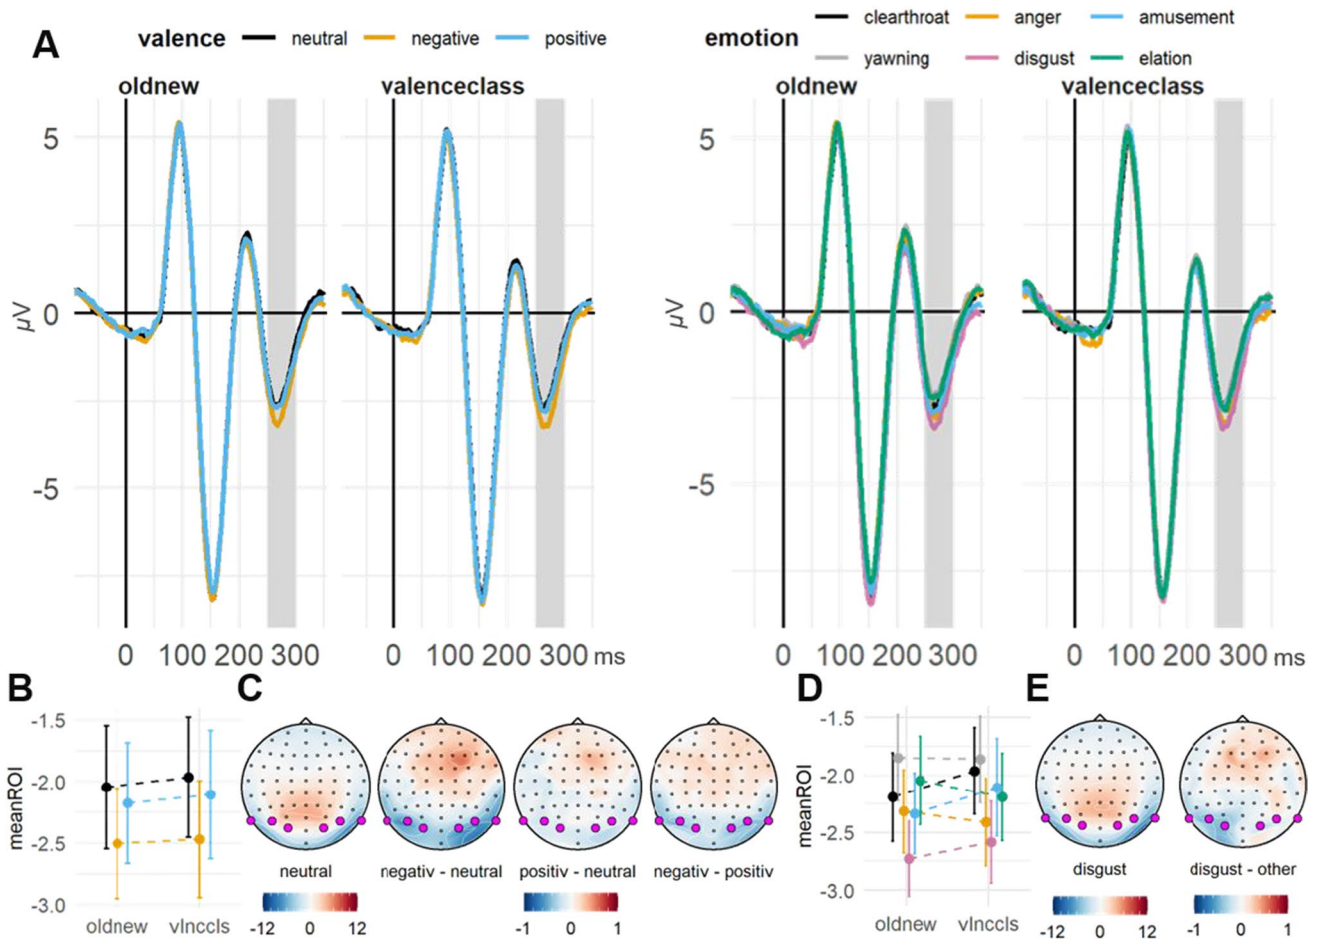 A
valence neutral negative positive
emotion clearthroat anger amusement
yawning disgust elation
oldnew valenceclass oldnew valenceclass
5 5
µV 0 µV 0
-5 -5
0 100 200 300 0 100 200 300 ms 0 100 200 300 0 100 200 300 ms
B C D E
-1.5 -1.5
-2.0 -2.0
meanROI meanROI
-2.5 -2.5
-3.0 -3.0
neutral negativ - neutral positiv - neutral negativ - positiv disgust disgust - other
oldnew vlnccls oldnew vlnccls
-12 0 12 -1 0 1 -12 0 12 -1 0 1